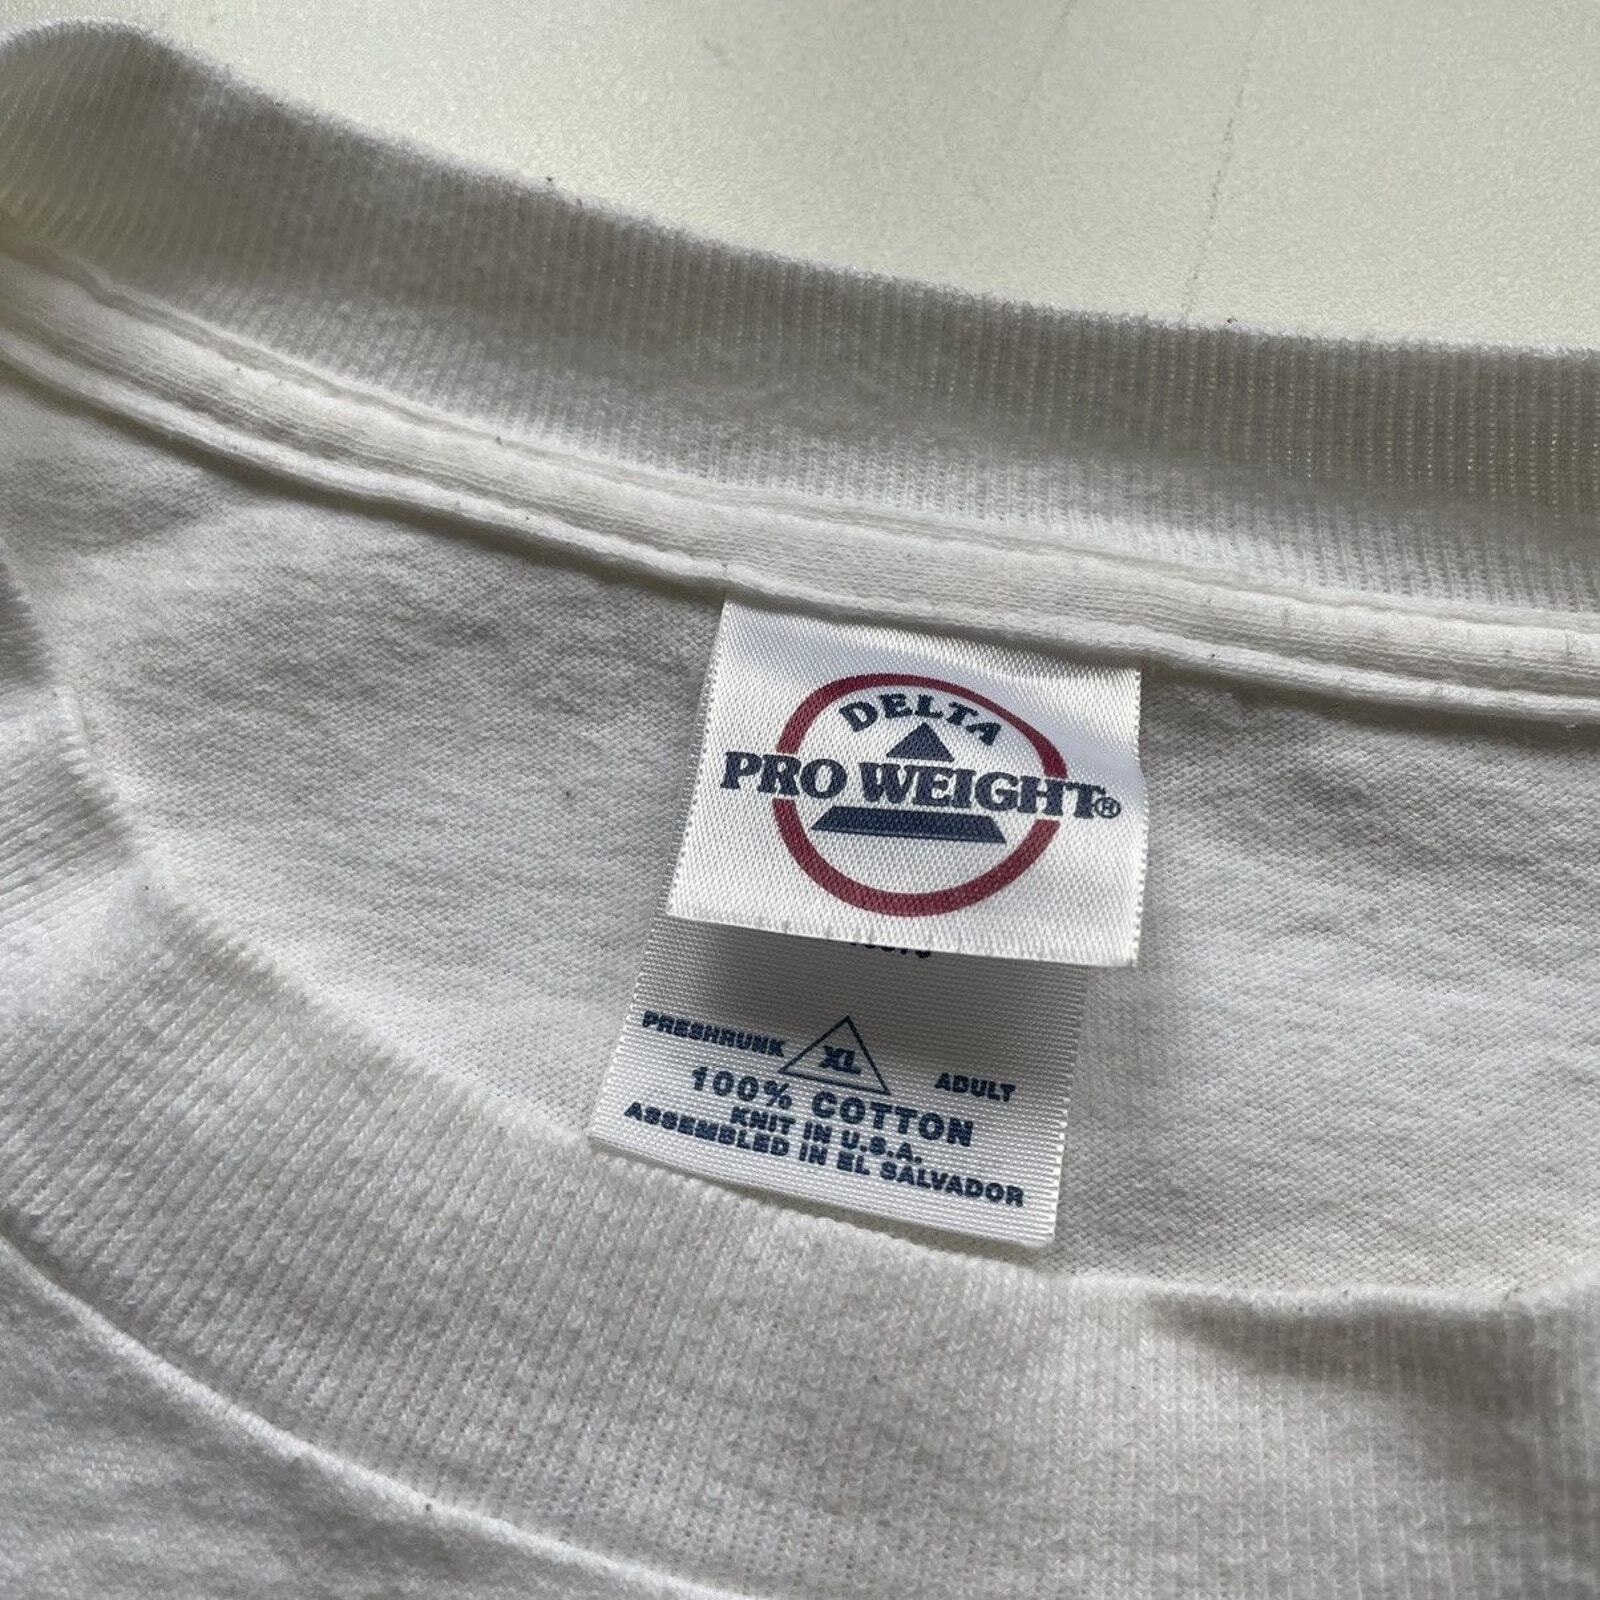 DELTA
PRO WEIGHT®
PRESHRUNK XL ADULT
100% COTTON
KNIT IN U.S.A.
ASSEMBLED IN EL SALVADOR